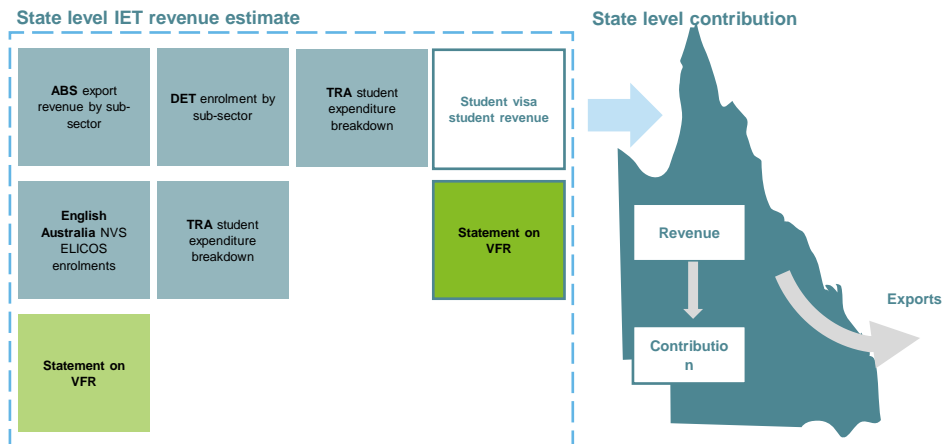 State level IET revenue estimate
State level contribution
ABS export
revenue by sub-
sector
DET enrolment by
sub-sector
TRA student
expenditure
breakdown
Student visa
student revenue
English
Australia NVS
ELICOS
enrolments
TRA student
expenditure
breakdown
Statement on
VFR
Statement on
VFR
Revenue
Contributio
n
Exports